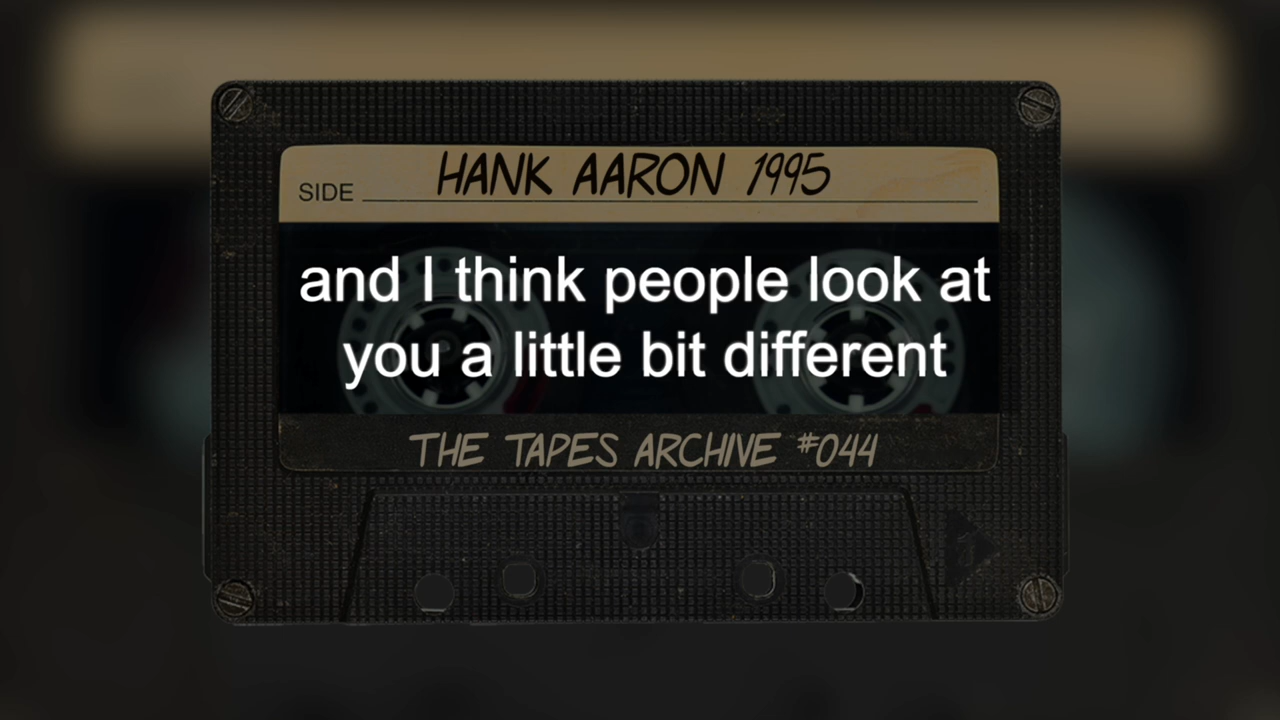 HANK AARON 1995
SIDE
and I think people look at
you a little bit different
THE TAPES ARCHIVE #044